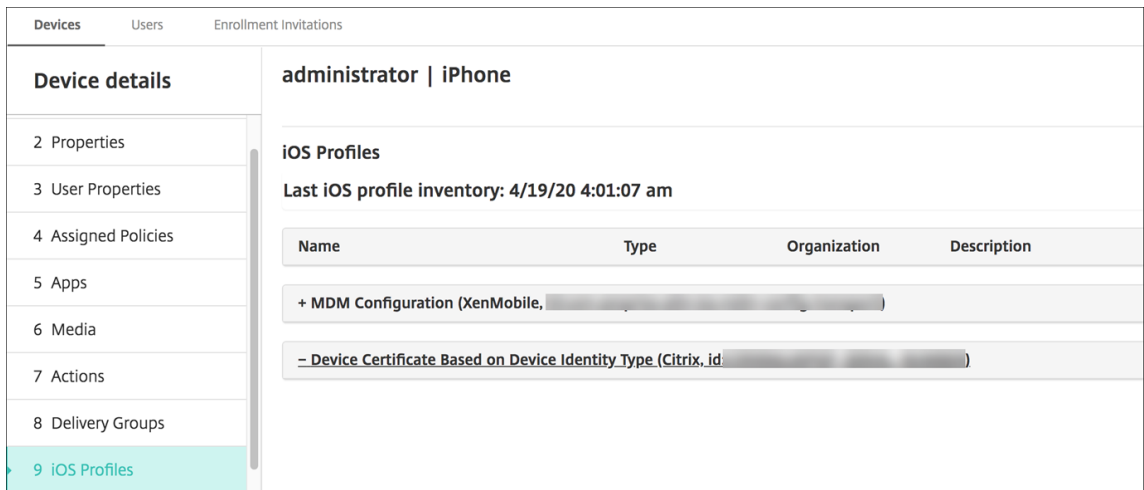 Devices Users Enrollment Invitations
Device details
2 Properties
3 User Properties
4 Assigned Policies
5 Apps
6 Media
7 Actions
8 Delivery Groups
9 iOS Profiles
administrator | iPhone
iOS Profiles
Last iOS profile inventory: 4/19/20 4:01:07 am
Name Type Organization Description
+ MDM Configuration (XenMobile, )
– Device Certificate Based on Device Identity Type (Citrix, id: )